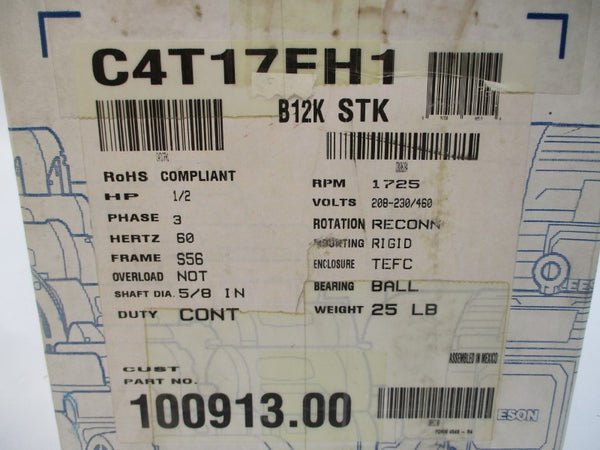 C4T17FH1
B12K STK
RoHS COMPLIANT
HP 1/2
PHASE 3
HERTZ 60
FRAME S56
OVERLOAD NOT
SHAFT DIA. 5/8 IN
DUTY CONT
RPM 1725
VOLTS 208-230/460
ROTATION RECONN
MOUNTING RIGID
ENCLOSURE TEFC
BEARING BALL
WEIGHT 25 LB
ASSEMBLED IN MEXICO
CUST
PART NO.
100913.00
EESON
ESON